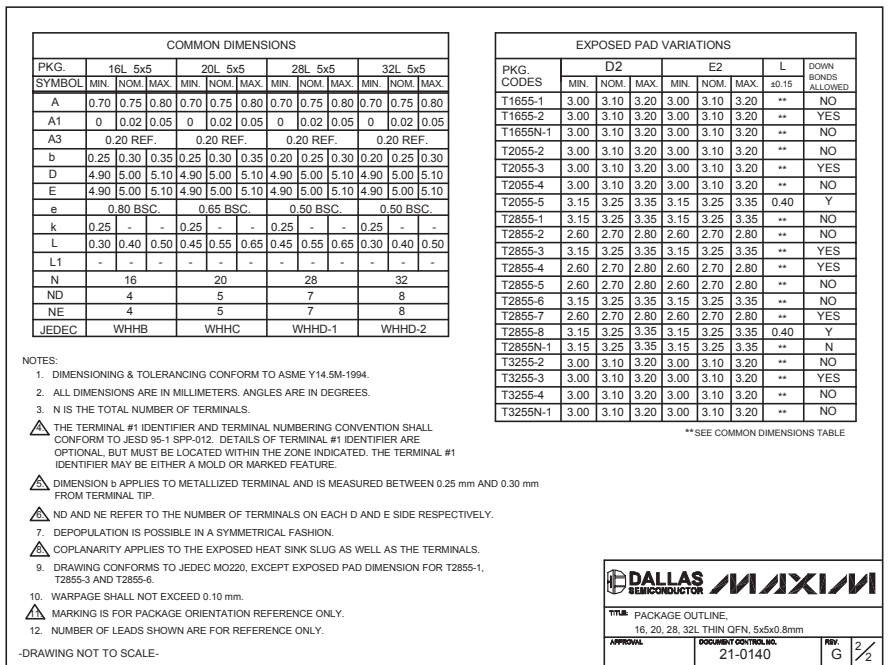 COMMON DIMENSIONS
PKG. 16L 5x5 20L 5x5 28L 5x5 32L 5x5
SYMBOL MIN. NOM. MAX. MIN. NOM. MAX. MIN. NOM. MAX. MIN. NOM. MAX.
A 0.70 0.75 0.80 0.70 0.75 0.80 0.70 0.75 0.80 0.70 0.75 0.80
A1 0 0.02 0.05 0 0.02 0.05 0 0.02 0.05 0 0.02 0.05
A3 0.20 REF. 0.20 REF. 0.20 REF. 0.20 REF.
b 0.25 0.30 0.35 0.25 0.30 0.35 0.20 0.25 0.30 0.20 0.25 0.30
D 4.90 5.00 5.10 4.90 5.00 5.10 4.90 5.00 5.10 4.90 5.00 5.10
E 4.90 5.00 5.10 4.90 5.00 5.10 4.90 5.00 5.10 4.90 5.00 5.10
e 0.80 BSC. 0.65 BSC. 0.50 BSC. 0.50 BSC.
k 0.25 - - 0.25 - - 0.25 - - 0.25 - -
L 0.30 0.40 0.50 0.45 0.55 0.65 0.45 0.55 0.65 0.30 0.40 0.50
L1 - - - - - - - - - - - -
N 16 20 28 32
ND 4 5 7 8
NE 4 5 7 8
JEDEC WHHB WHHC WHHD-1 WHHD-2
EXPOSED PAD VARIATIONS
PKG. CODES D2 E2 L DOWN BONDS ALLOWED
MIN. NOM. MAX. MIN. NOM. MAX. ±0.15
T1655-1 3.00 3.10 3.20 3.00 3.10 3.20 ** NO
T1655-2 3.00 3.10 3.20 3.00 3.10 3.20 ** YES
T1655N-1 3.00 3.10 3.20 3.00 3.10 3.20 ** NO
T2055-2 3.00 3.10 3.20 3.00 3.10 3.20 ** NO
T2055-3 3.00 3.10 3.20 3.00 3.10 3.20 ** YES
T2055-4 3.00 3.10 3.20 3.00 3.10 3.20 ** NO
T2055-5 3.15 3.25 3.35 3.15 3.25 3.35 0.40 Y
T2855-1 3.15 3.25 3.35 3.15 3.25 3.35 ** NO
T2855-2 2.60 2.70 2.80 2.60 2.70 2.80 ** NO
T2855-3 3.15 3.25 3.35 3.15 3.25 3.35 ** YES
T2855-4 2.60 2.70 2.80 2.60 2.70 2.80 ** YES
T2855-5 2.60 2.70 2.80 2.60 2.70 2.80 ** NO
T2855-6 3.15 3.25 3.35 3.15 3.25 3.35 ** NO
T2855-7 2.60 2.70 2.80 2.60 2.70 2.80 ** YES
T2855-8 3.15 3.25 3.35 3.15 3.25 3.35 0.40 Y
T2855N-1 3.15 3.25 3.35 3.15 3.25 3.35 ** N
T3255-2 3.00 3.10 3.20 3.00 3.10 3.20 ** NO
T3255-3 3.00 3.10 3.20 3.00 3.10 3.20 ** YES
T3255-4 3.00 3.10 3.20 3.00 3.10 3.20 ** NO
T3255N-1 3.00 3.10 3.20 3.00 3.10 3.20 ** NO
**SEE COMMON DIMENSIONS TABLE
NOTES:
1. DIMENSIONING & TOLERANCING CONFORM TO ASME Y14.5M-1994.
2. ALL DIMENSIONS ARE IN MILLIMETERS. ANGLES ARE IN DEGREES.
3. N IS THE TOTAL NUMBER OF TERMINALS.
4. THE TERMINAL #1 IDENTIFIER AND TERMINAL NUMBERING CONVENTION SHALL
CONFORM TO JESD 95-1 SPP-012. DETAILS OF TERMINAL #1 IDENTIFIER ARE
OPTIONAL, BUT MUST BE LOCATED WITHIN THE ZONE INDICATED. THE TERMINAL #1
IDENTIFIER MAY BE EITHER A MOLD OR MARKED FEATURE.
5. DIMENSION b APPLIES TO METALLIZED TERMINAL AND IS MEASURED BETWEEN 0.25 mm AND 0.30 mm
FROM TERMINAL TIP.
6. ND AND NE REFER TO THE NUMBER OF TERMINALS ON EACH D AND E SIDE RESPECTIVELY.
7. DEPOPULATION IS POSSIBLE IN A SYMMETRICAL FASHION.
8. COPLANARITY APPLIES TO THE EXPOSED HEAT SINK SLUG AS WELL AS THE TERMINALS.
9. DRAWING CONFORMS TO JEDEC MO220, EXCEPT EXPOSED PAD DIMENSION FOR T2855-1,
T2855-3 AND T2855-6.
10. WARPAGE SHALL NOT EXCEED 0.10 mm.
11. MARKING IS FOR PACKAGE ORIENTATION REFERENCE ONLY.
12. NUMBER OF LEADS SHOWN ARE FOR REFERENCE ONLY.
-DRAWING NOT TO SCALE-
DALLAS SEMICONDUCTOR MAXIM
TITLE: PACKAGE OUTLINE,
16, 20, 28, 32L THIN QFN, 5x5x0.8mm
APPROVAL DOCUMENT CONTROL NO. REV.
21-0140 G 2/2